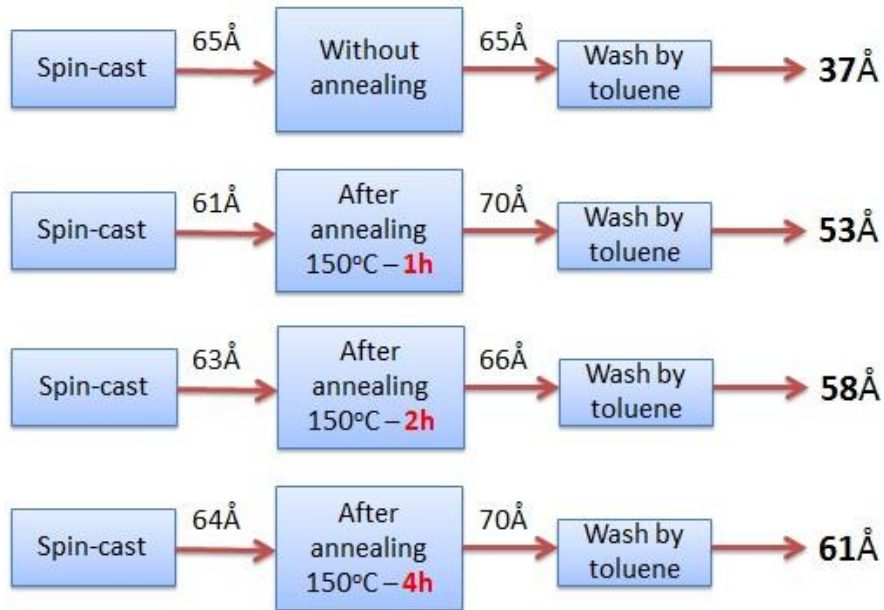 65Å 65Å
Spin-cast Without annealing Wash by toluene 37Å
61Å 70Å
Spin-cast After annealing 150°C – 1h Wash by toluene 53Å
63Å 66Å
Spin-cast After annealing 150°C – 2h Wash by toluene 58Å
64Å 70Å
Spin-cast After annealing 150°C – 4h Wash by toluene 61Å